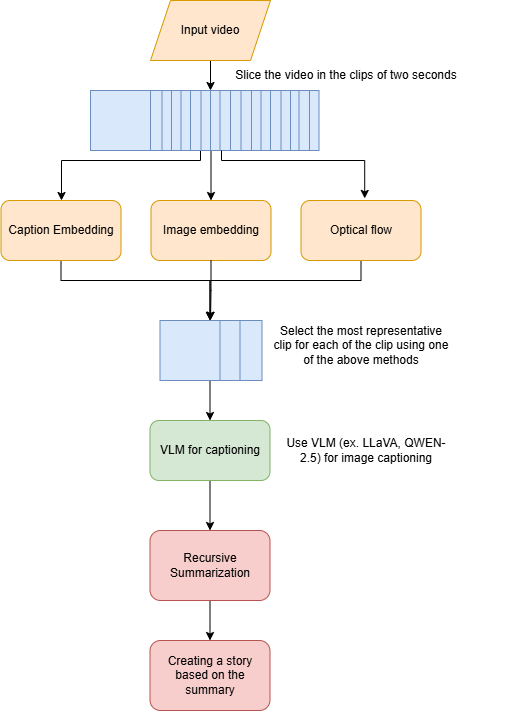 Input video
Slice the video in the clips of two seconds
Caption Embedding
Image embedding
Optical flow
Select the most representative
clip for each of the clip using one
of the above methods
VLM for captioning
Use VLM (ex. LLaVA, QWEN-
2.5) for image captioning
Recursive
Summarization
Creating a story
based on the
summary